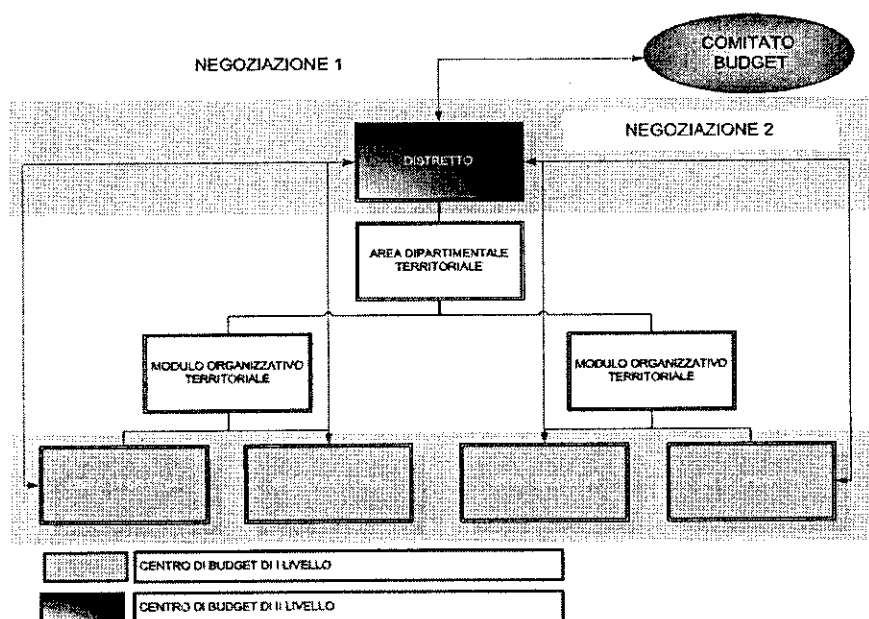 COMITATO
BUDGET
NEGOZIAZIONE 1
NEGOZIAZIONE 2
DISTRETTO
AREA DIPARTIMENTALE
TERRITORIALE
MODULO ORGANIZZATIVO
TERRITORIALE
MODULO ORGANIZZATIVO
TERRITORIALE
CENTRO DI BUDGET DI I LIVELLO
CENTRO DI BUDGET DI II LIVELLO